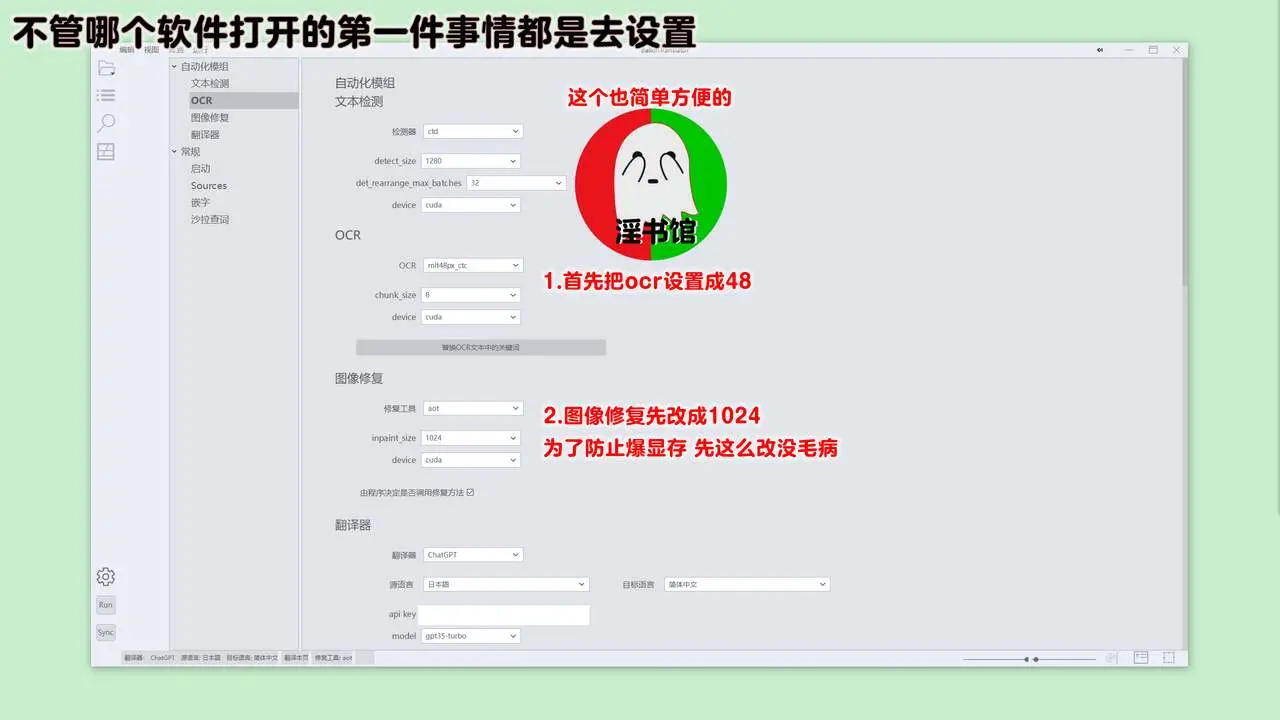 不管哪个软件打开的第一件事情都是去设置
编辑 视图
自动化模组
文本检测
OCR
图像修复
翻译器
常规
启动
Sources
嵌字
沙拉查词
Run
Sync
自动化模组
文本检测
检测器 ctd
detect_size 1280
det_rearrange_max_batches 32
device cuda
OCR
OCR mit48px_ctc
chunk_size 8
device cuda
替换OCR文本中的关键词
图像修复
修复工具 aot
inpaint_size 1024
device cuda
由程序决定是否调用修复方法
翻译器
翻译器 ChatGPT
源语言 日本語 目标语言 简体中文
api key
model gpt35-turbo
这个也简单方便的
淫书馆
1.首先把ocr设置成48
2.图像修复先改成1024
为了防止爆显存 先这么改没毛病
翻译器: ChatGPT 源语言: 日本語 目标语言: 简体中文 翻译本页 修复工具: aot